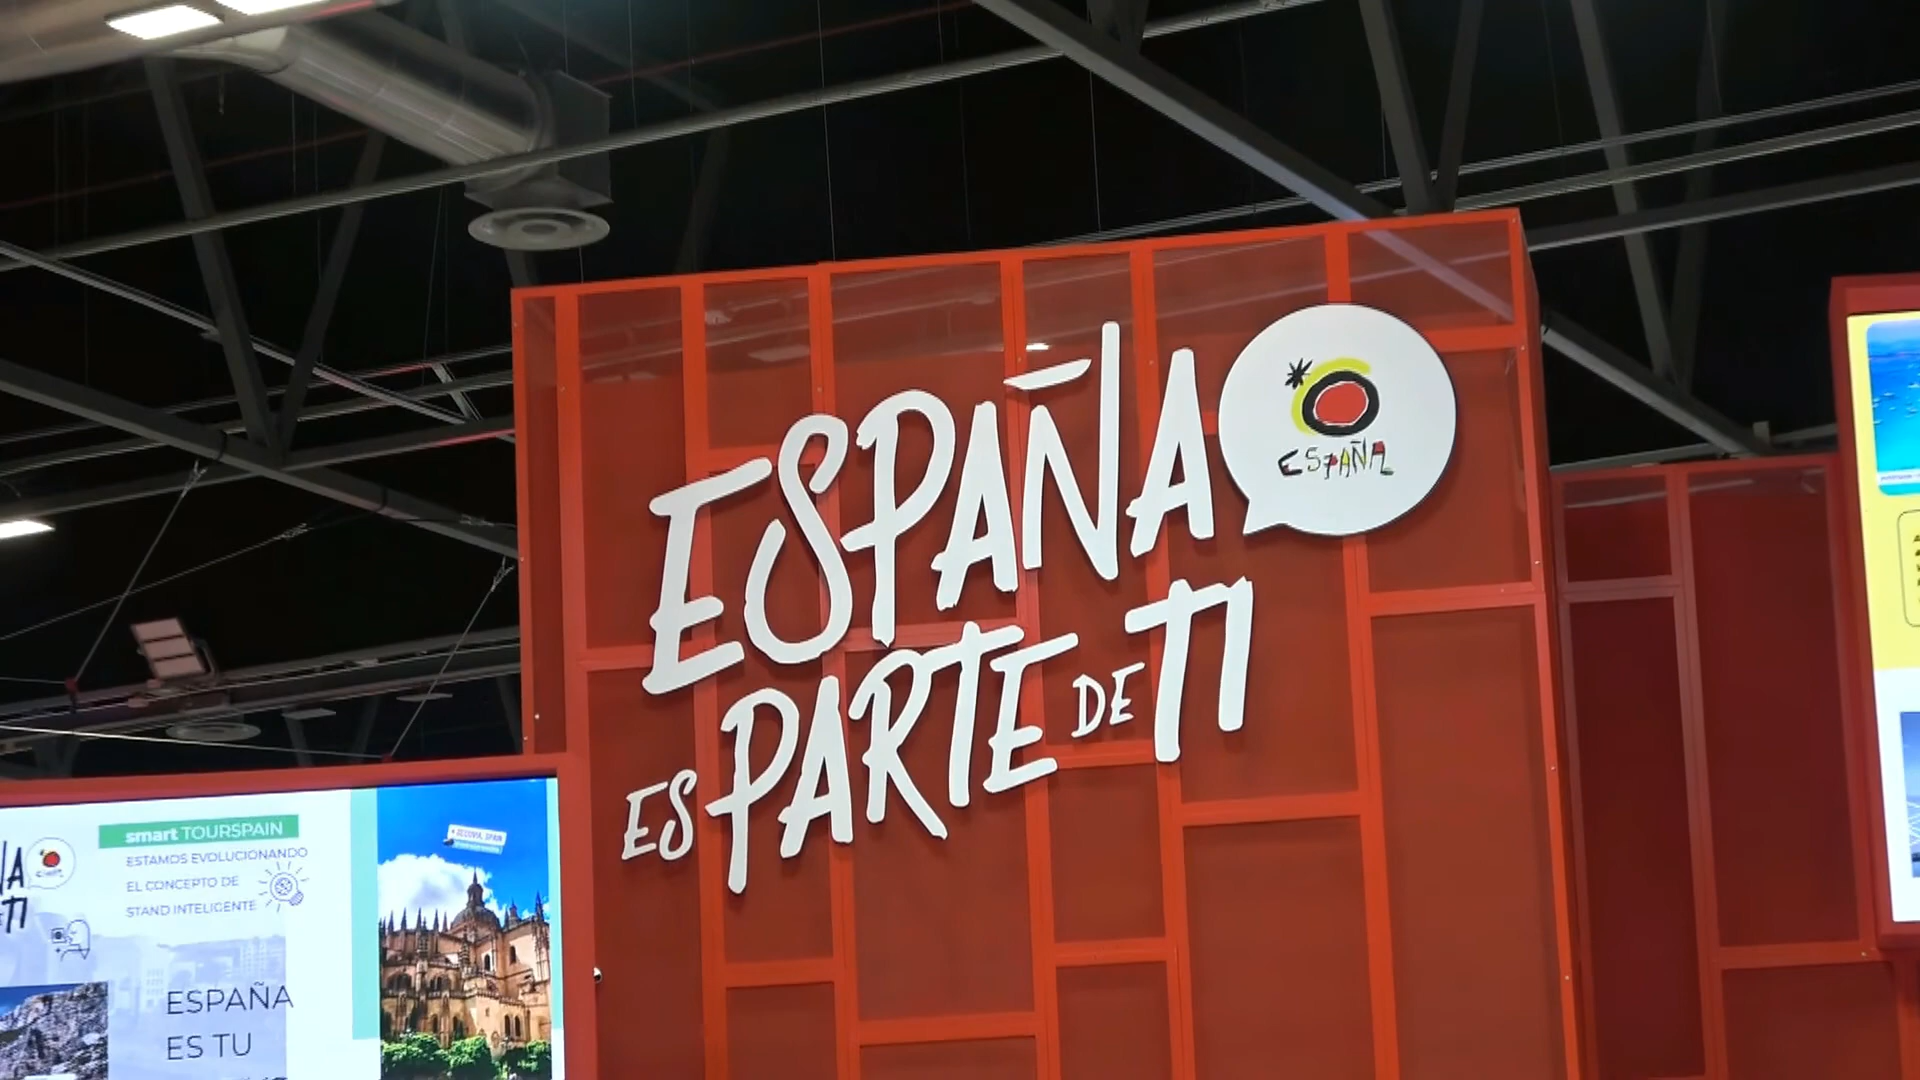 ESPAÑA
ES PARTE DE TI
ESPAÑA
smart TOURSPAIN
ESTAMOS EVOLUCIONANDO
EL CONCEPTO DE
STAND INTELIGENTE
SEGOVIA, SPAIN
ESPAÑA
ES TU